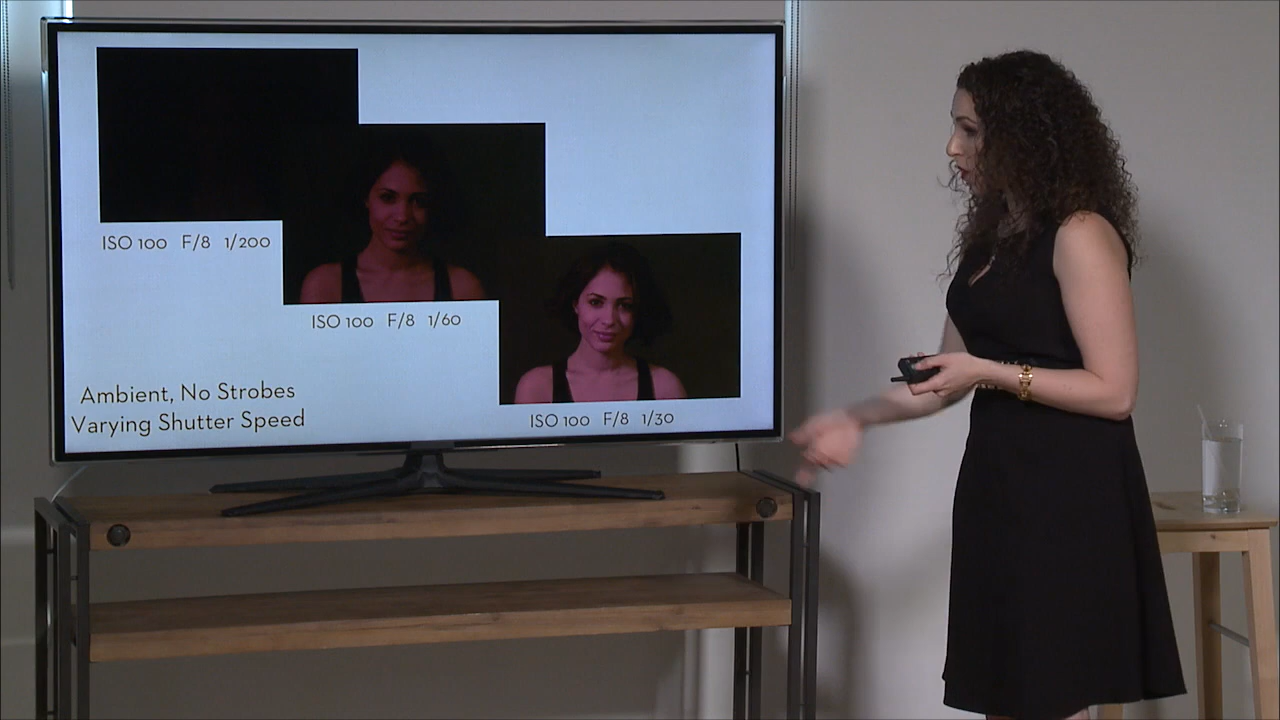 ISO 100 F/8 1/200
ISO 100 F/8 1/60
ISO 100 F/8 1/30
Ambient, No Strobes
Varying Shutter Speed